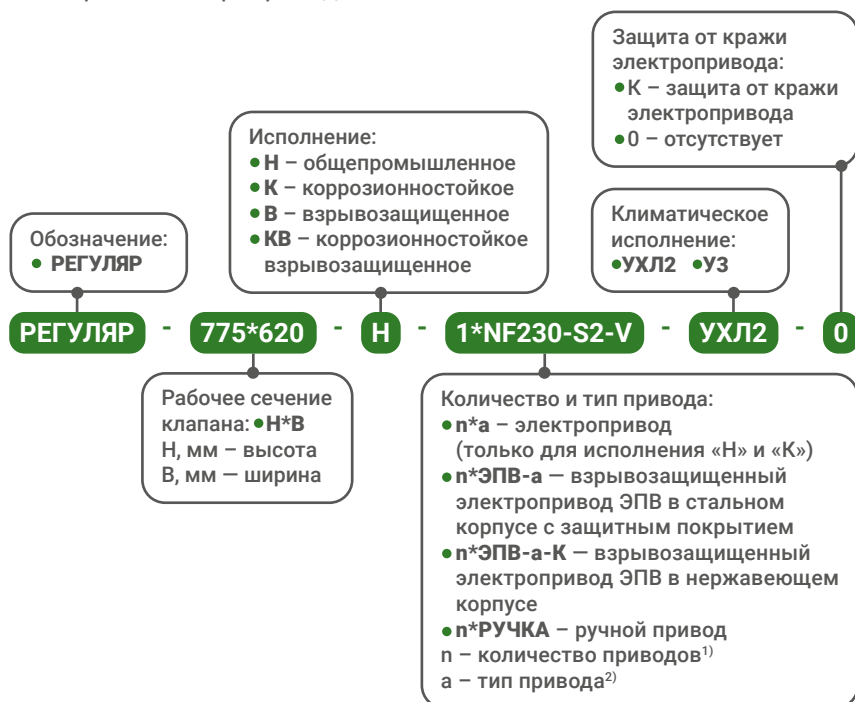 Защита от кражи
электропривода:
•К – защита от кражи
электропривода
•0 – отсутствует
Исполнение:
•Н – общепромышленное
•К – коррозионностойкое
•В – взрывозащищенное
•КВ – коррозионностойкое
взрывозащищенное
Климатическое
исполнение:
•УХЛ2 •У3
Обозначение:
• РЕГУЛЯР
РЕГУЛЯР - 775*620 - Н - 1*NF230-S2-V - УХЛ2 - 0
Рабочее сечение
клапана: •Н*В
Н, мм – высота
В, мм — ширина
Количество и тип привода:
•n*a – электропривод
(только для исполнения «Н» и «К»)
•n*ЭПВ-а — взрывозащищенный
электропривод ЭПВ в стальном
корпусе с защитным покрытием
•n*ЭПВ-а-К — взрывозащищенный
электропривод ЭПВ в нержавеющем
корпусе
•n*РУЧКА – ручной привод
n – количество приводов1)
a – тип привода2)